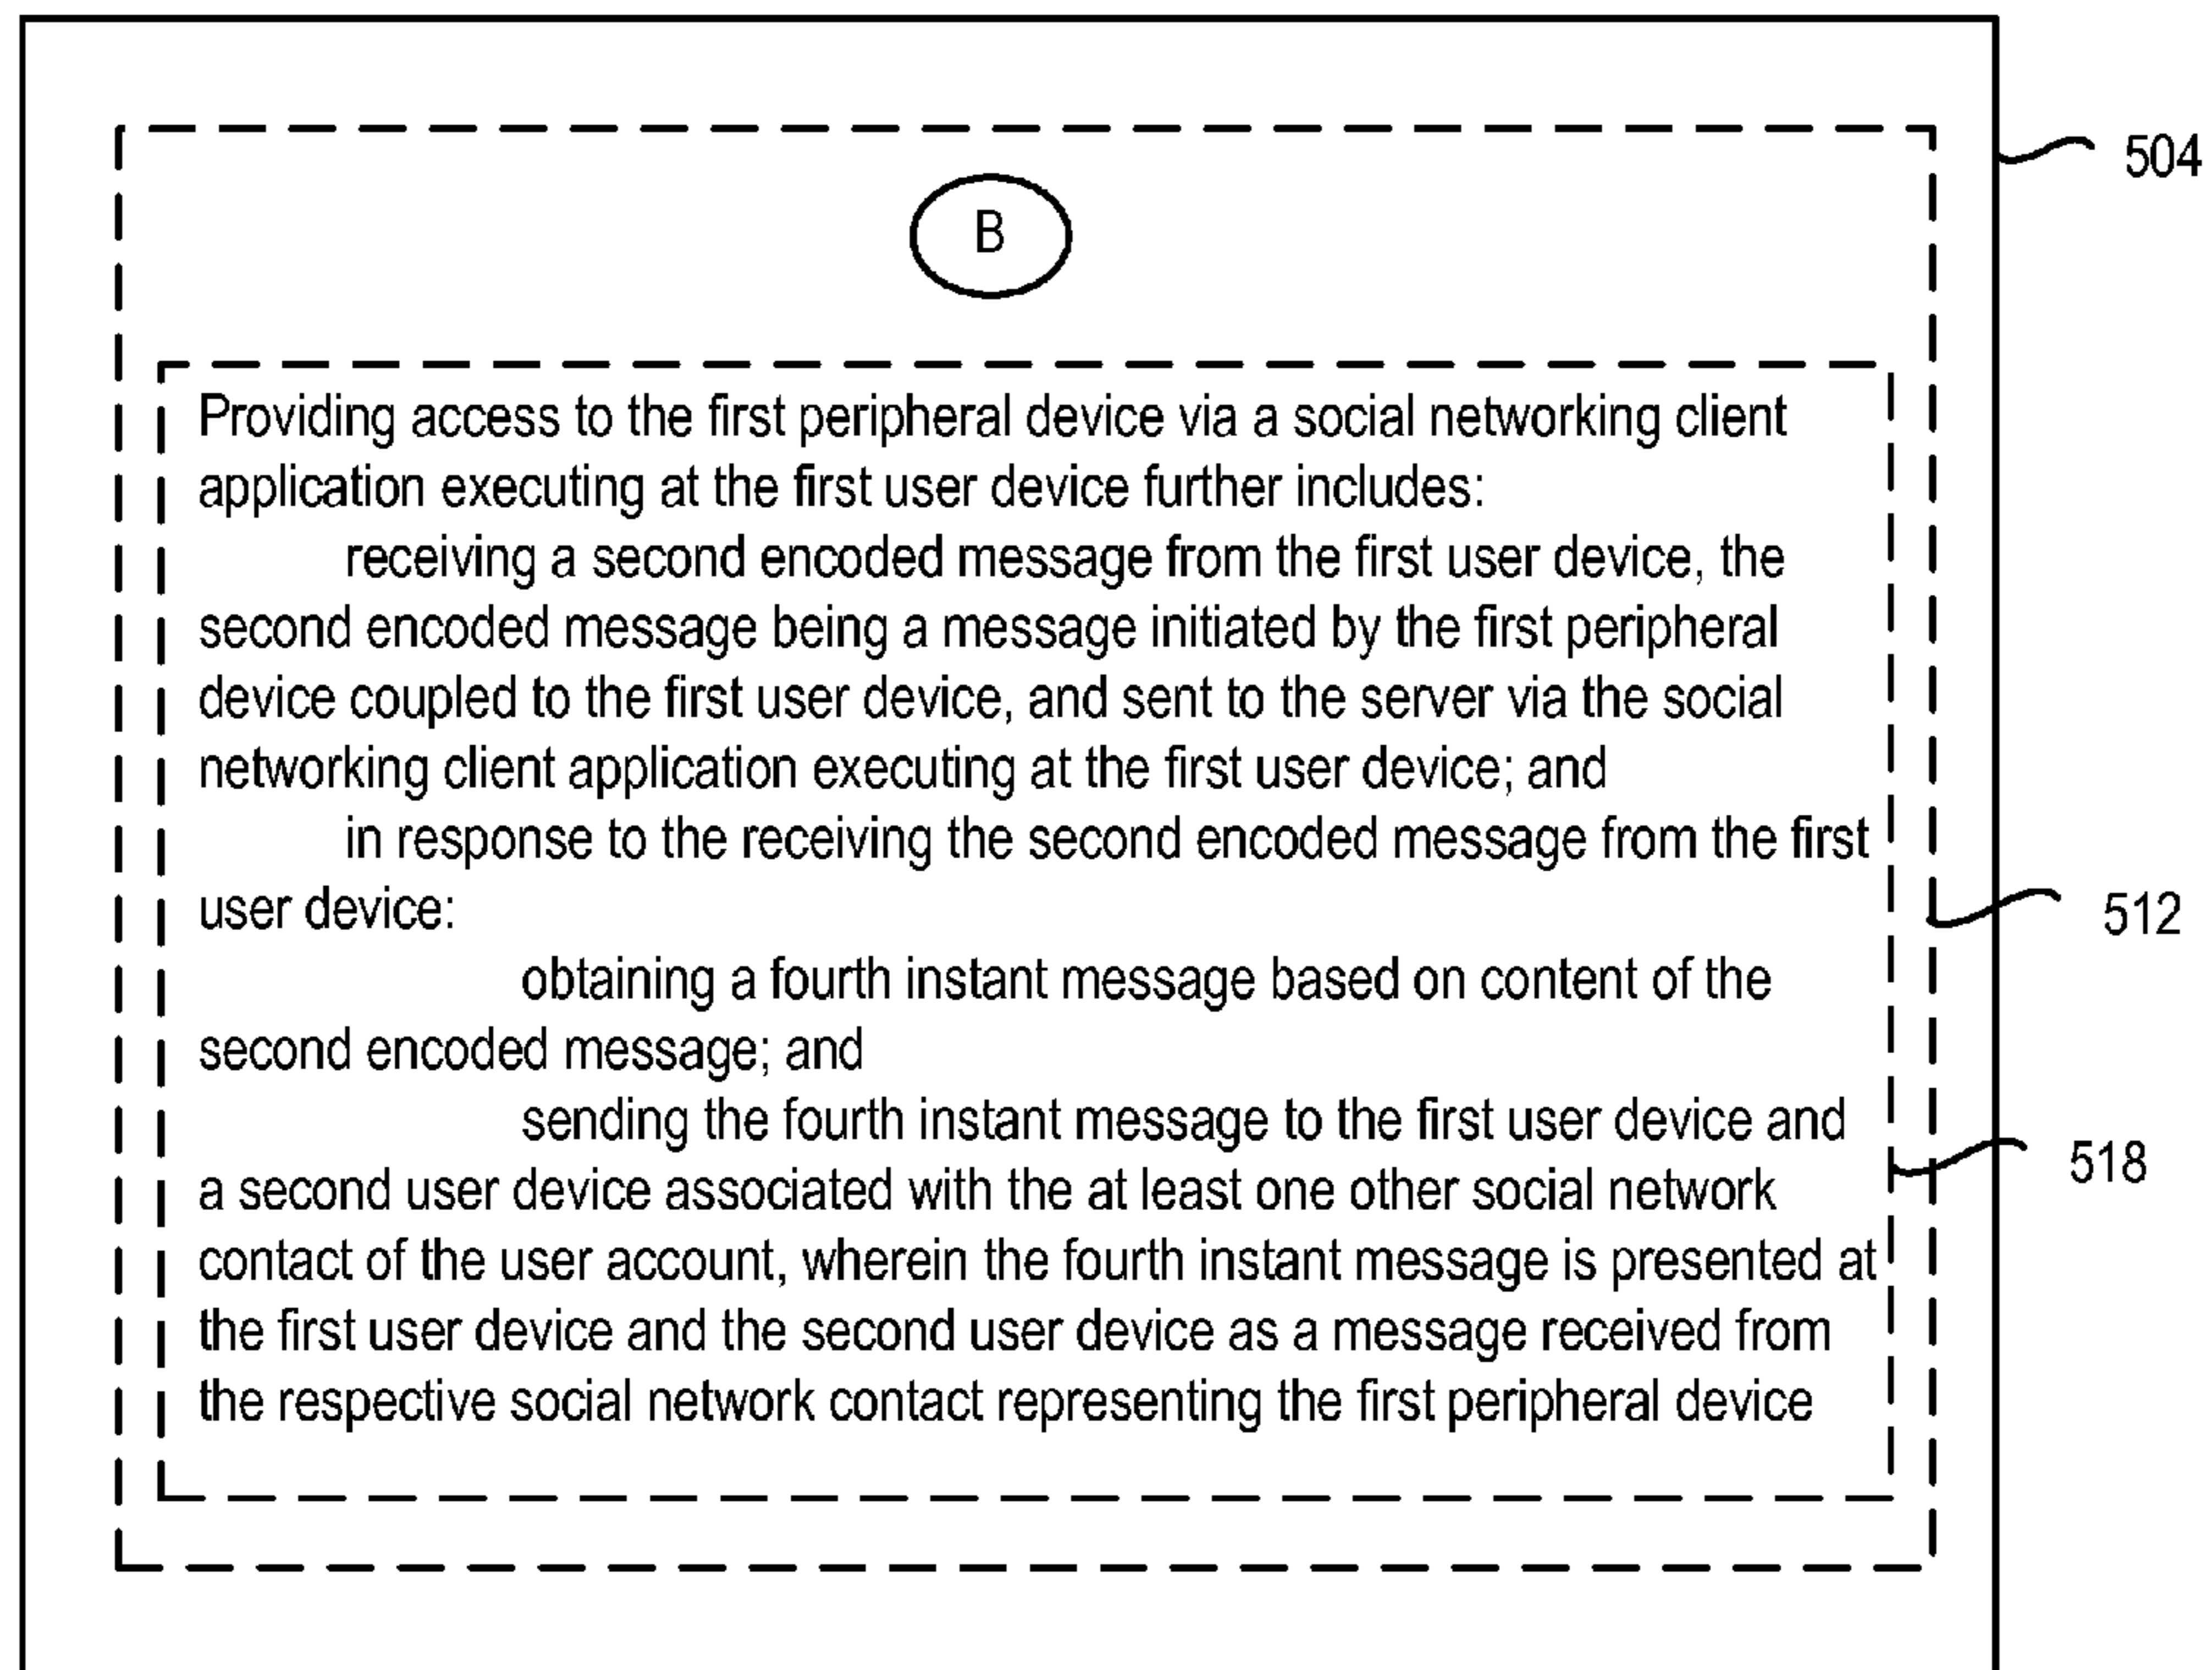 504
B
Providing access to the first peripheral device via a social networking client
application executing at the first user device further includes:
receiving a second encoded message from the first user device, the
second encoded message being a message initiated by the first peripheral
device coupled to the first user device, and sent to the server via the social
networking client application executing at the first user device; and
in response to the receiving the second encoded message from the first
user device:
512
obtaining a fourth instant message based on content of the
second encoded message; and
sending the fourth instant message to the first user device and
518
a second user device associated with the at least one other social network
contact of the user account, wherein the fourth instant message is presented at
the first user device and the second user device as a message received from
the respective social network contact representing the first peripheral device